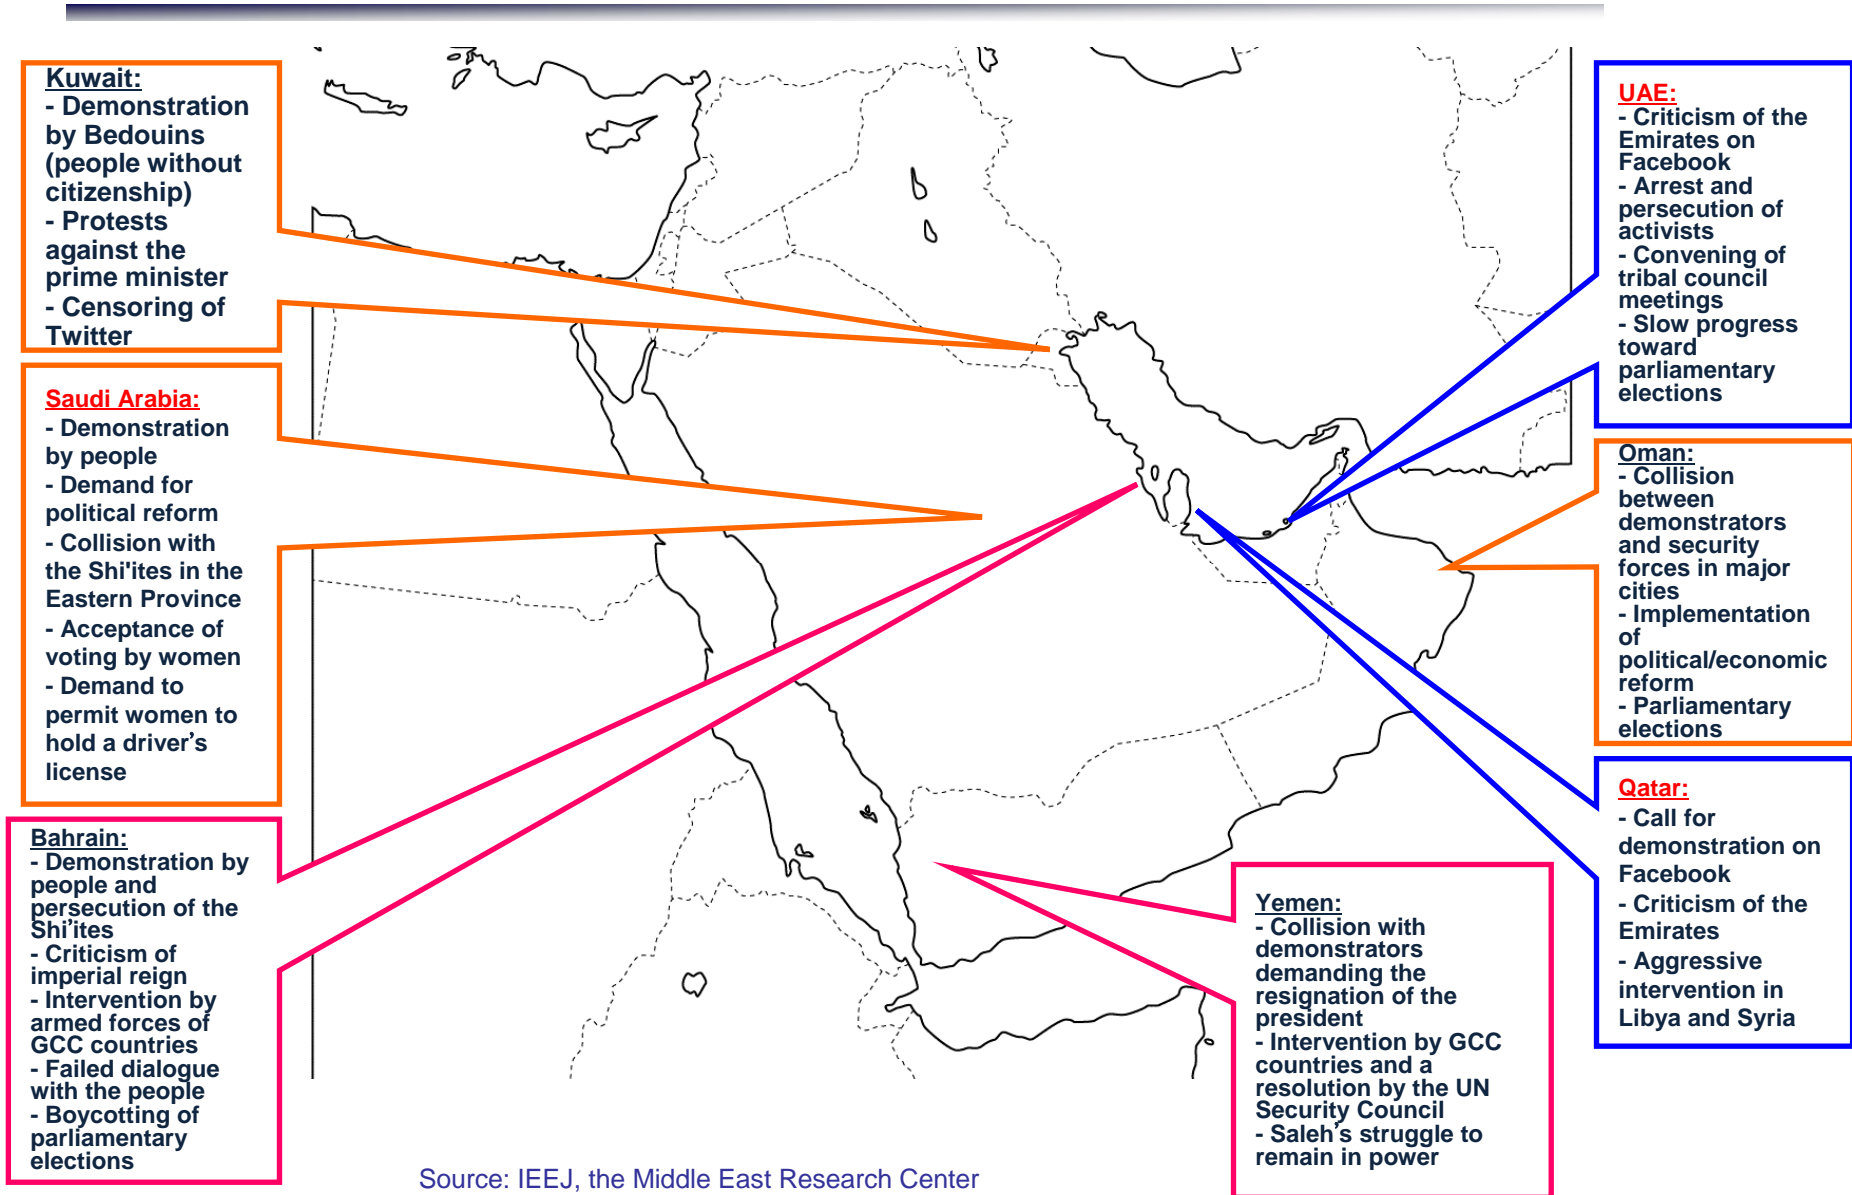 Kuwait:
- Demonstration
by Bedouins
(people without
citizenship)
- Protests
against the
prime minister
- Censoring of
Twitter
Saudi Arabia:
- Demonstration
by people
- Demand for
political reform
- Collision with
the Shi'ites in the
Eastern Province
- Acceptance of
voting by women
- Demand to
permit women to
hold a driver’s
license
Bahrain:
- Demonstration by
people and
persecution of the
Shi’ites
- Criticism of
imperial reign
- Intervention by
armed forces of
GCC countries
- Failed dialogue
with the people
- Boycotting of
parliamentary
elections
UAE:
- Criticism of the
Emirates on
Facebook
- Arrest and
persecution of
activists
- Convening of
tribal council
meetings
- Slow progress
toward
parliamentary
elections
Oman:
- Collision
between
demonstrators
and security
forces in major
cities
- Implementation
of
political/economic
reform
- Parliamentary
elections
Qatar:
- Call for
demonstration on
Facebook
- Criticism of the
Emirates
- Aggressive
intervention in
Libya and Syria
Yemen:
- Collision with
demonstrators
demanding the
resignation of the
president
- Intervention by GCC
countries and a
resolution by the UN
Security Council
- Saleh’s struggle to
remain in power
Source: IEEJ, the Middle East Research Center